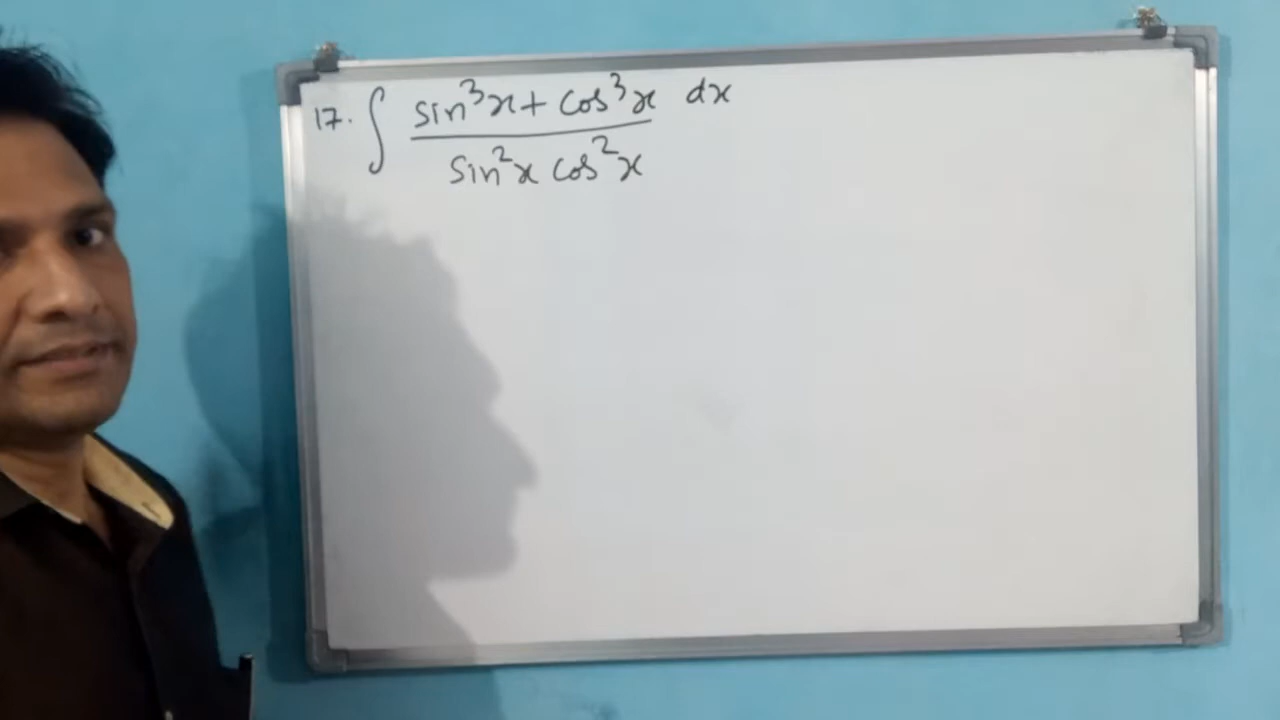 17. ∫ sin³x + cos³x dx
sin²x cos²x